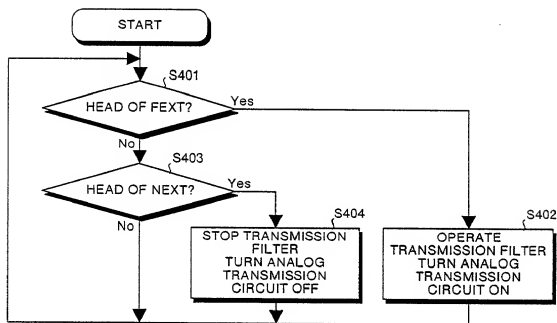 START
S401
HEAD OF FEXT?
Yes
No
S403
HEAD OF NEXT?
Yes
No
S404
STOP TRANSMISSION
FILTER
TURN ANALOG
TRANSMISSION
CIRCUIT OFF
S402
OPERATE
TRANSMISSION FILTER
TURN ANALOG
TRANSMISSION
CIRCUIT ON